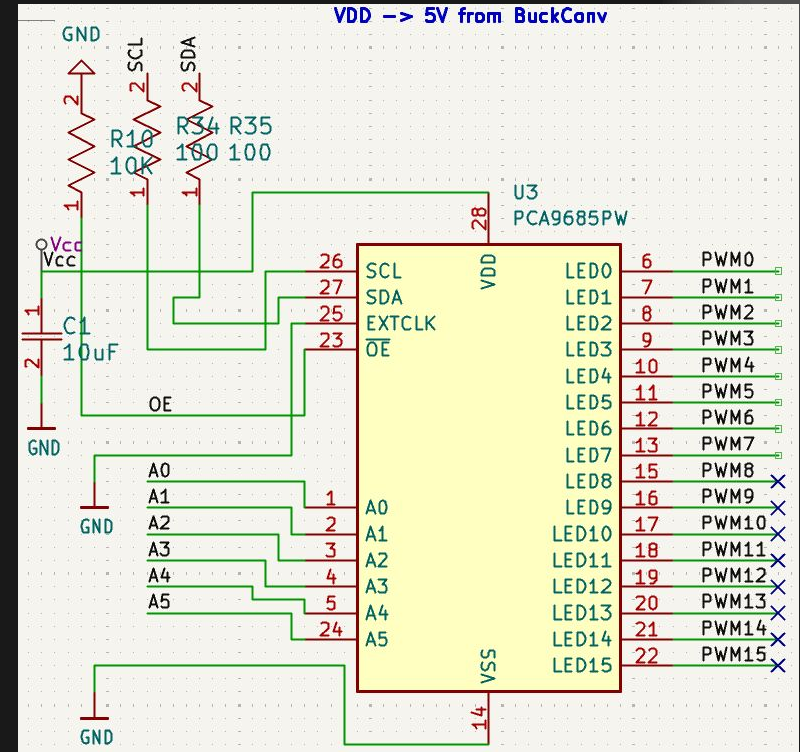 VDD -> 5V from BuckConv
GND
SCL
SDA
2
2
2
R10
10K
R34
100
R35
100
1
1
1
U3
PCA9685PW
28
VDD
Vcc
Vcc
1
C1
10uF
2
GND
26 SCL LED0 6 PWM0
27 SDA LED1 7 PWM1
25 EXTCLK LED2 8 PWM2
23 OE LED3 9 PWM3
LED4 10 PWM4
OE LED5 11 PWM5
LED6 12 PWM6
LED7 13 PWM7
A0 LED8 15 PWM8
A1 1 A0 LED9 16 PWM9
A2 2 A1 LED10 17 PWM10
A3 3 A2 LED11 18 PWM11
A4 4 A3 LED12 19 PWM12
A5 5 A4 LED13 20 PWM13
24 A5 LED14 21 PWM14
LED15 22 PWM15
GND
VSS
14
GND